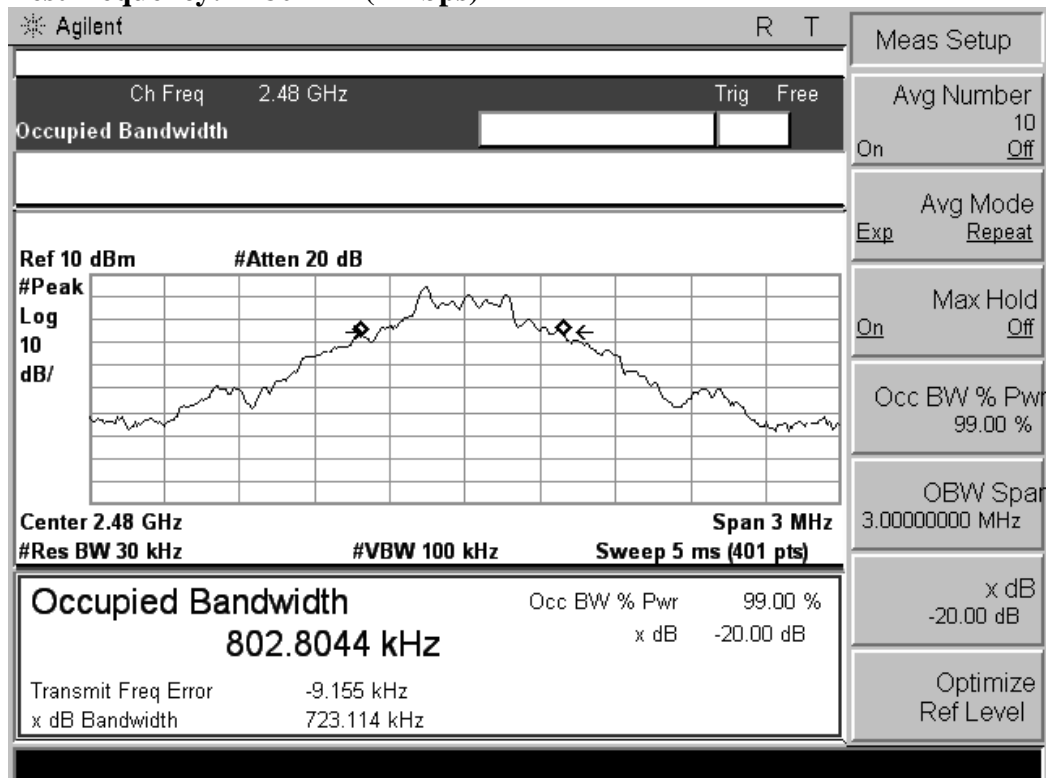 Agilent
R T
Ch Freq 2.48 GHz Trig Free
Occupied Bandwidth
Ref 10 dBm #Atten 20 dB
#Peak
Log
10
dB/
Center 2.48 GHz Span 3 MHz
#Res BW 30 kHz #VBW 100 kHz Sweep 5 ms (401 pts)
Occupied Bandwidth
802.8044 kHz
Occ BW % Pwr 99.00 %
x dB -20.00 dB
Transmit Freq Error -9.155 kHz
x dB Bandwidth 723.114 kHz
Meas Setup
Avg Number
10
On Off
Avg Mode
Exp Repeat
Max Hold
On Off
Occ BW % Pwr
99.00 %
OBW Span
3.00000000 MHz
x dB
-20.00 dB
Optimize
Ref Level